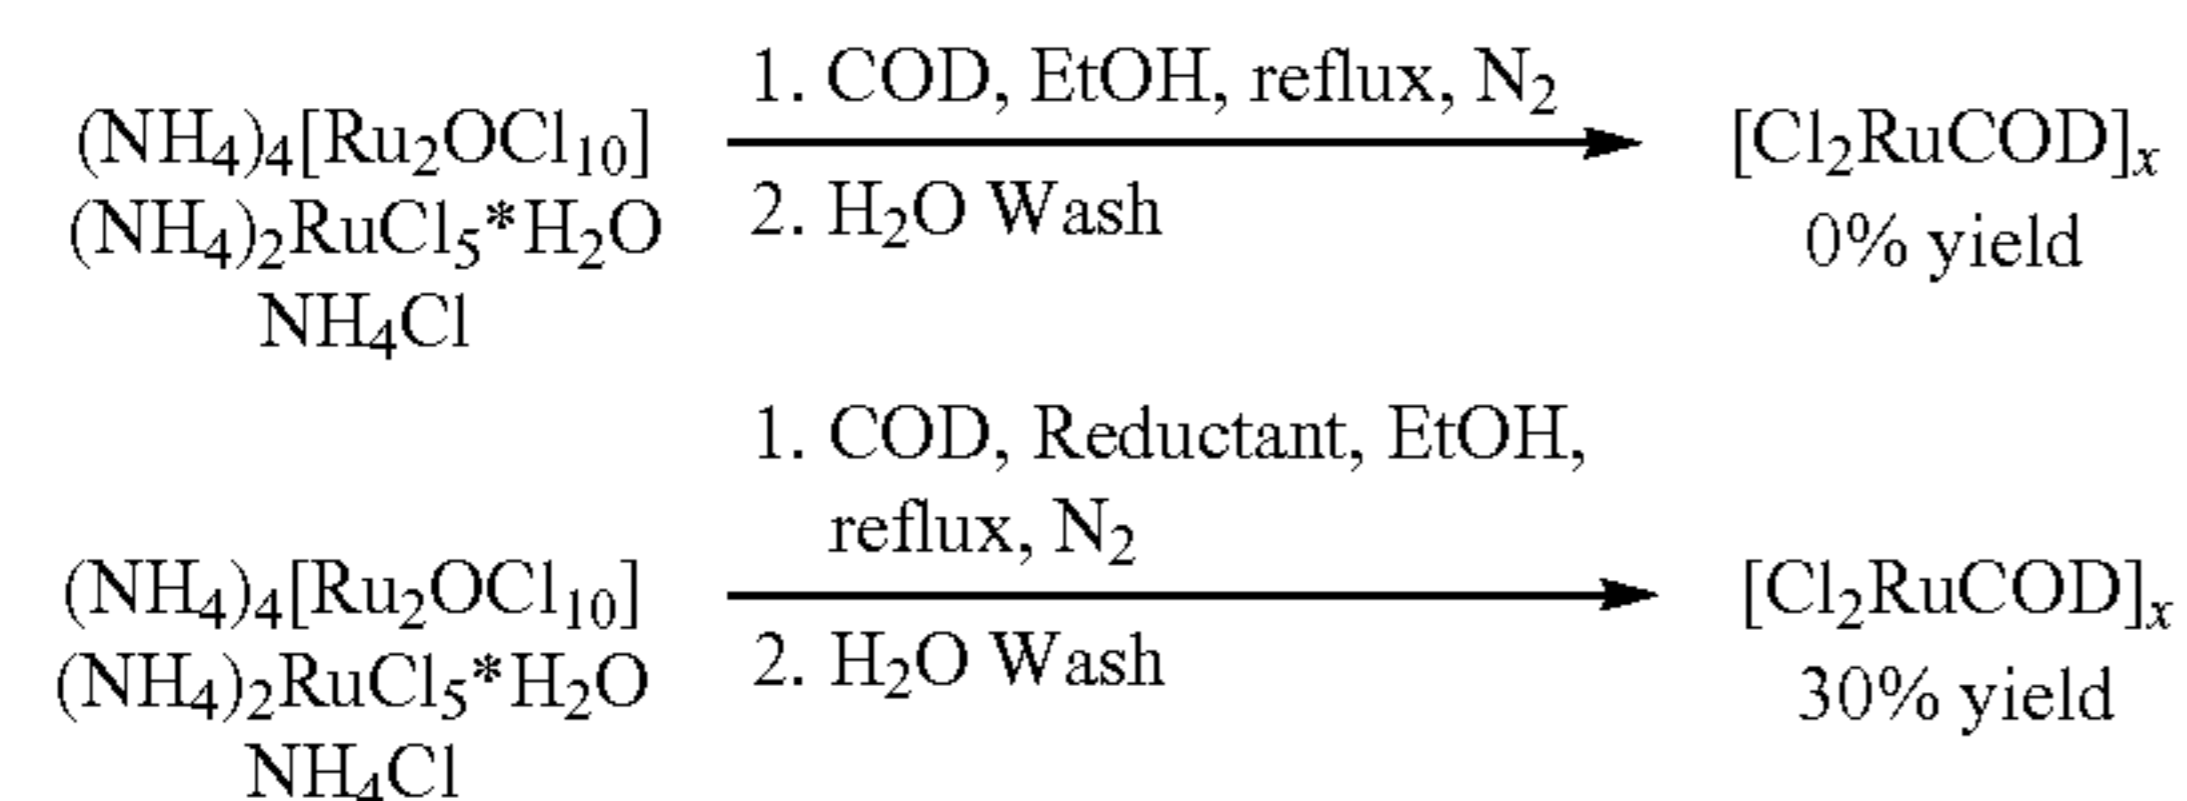 1. COD, EtOH, reflux, N₂
(NH₄)₄[Ru₂OCl₁₀]
(NH₄)₂RuCl₅*H₂O
NH₄Cl
2. H₂O Wash
[Cl₂RuCOD]ₓ
0% yield
1. COD, Reductant, EtOH,
reflux, N₂
(NH₄)₄[Ru₂OCl₁₀]
(NH₄)₂RuCl₅*H₂O
NH₄Cl
2. H₂O Wash
[Cl₂RuCOD]ₓ
30% yield